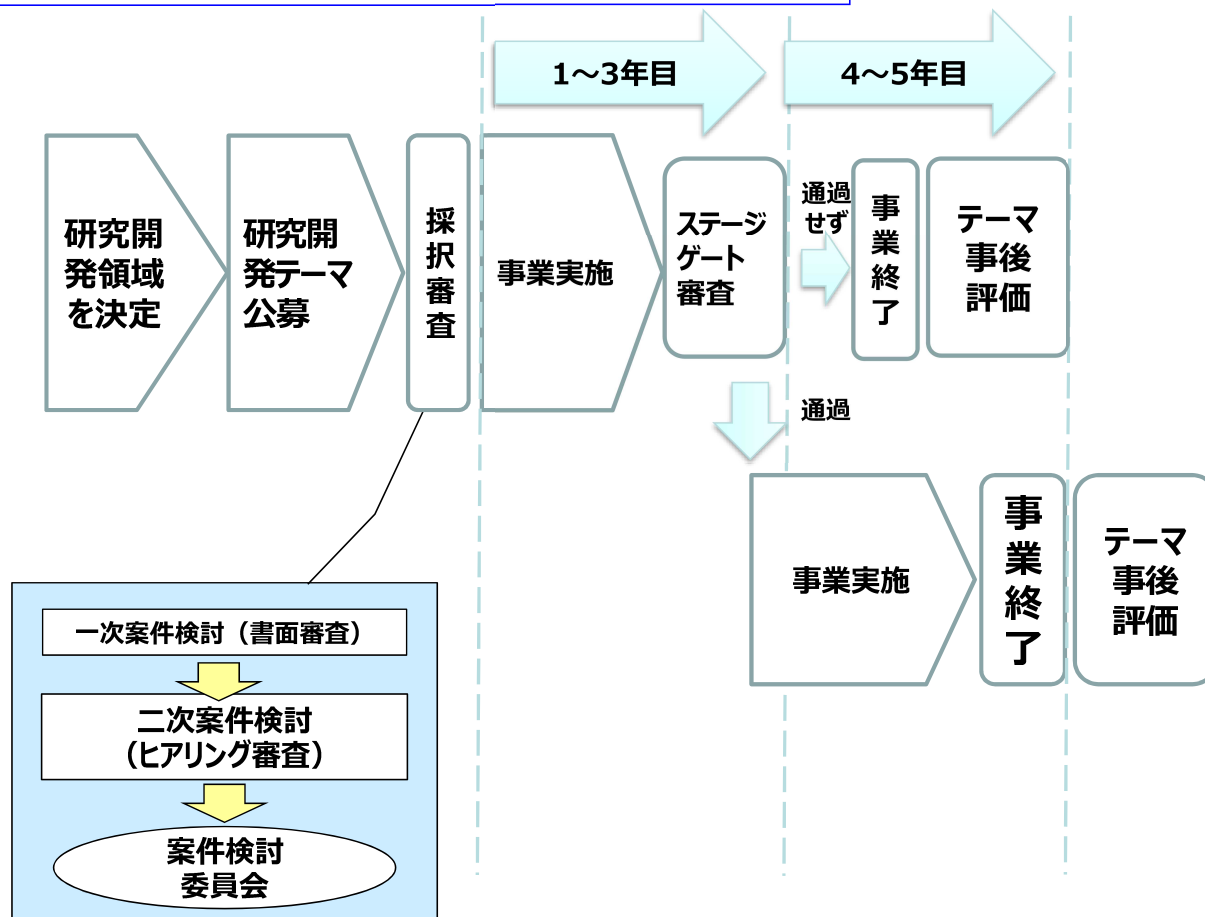 1～3年目
4～5年目
研究開
発領域
を決定
研究開
発テーマ
公募
採
択
審
査
事業実施
ステージ
ゲート
審査
通過
せず
事
業
終
了
テーマ
事後
評価
通過
事業実施
事
業
終
了
テーマ
事後
評価
一次案件検討（書面審査）
二次案件検討
（ヒアリング審査）
案件検討
委員会